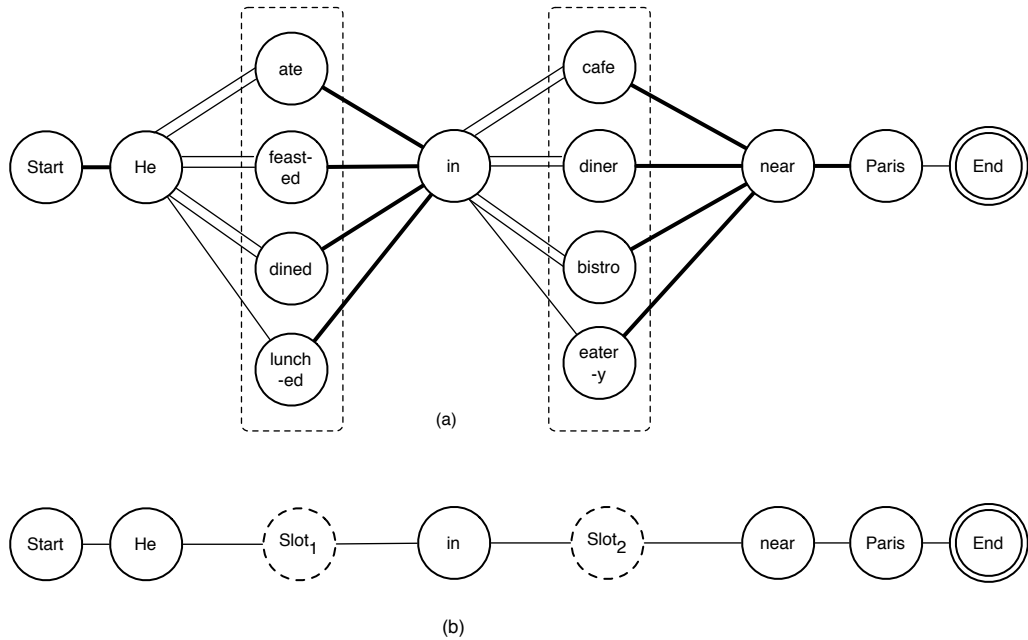 ate
cafe
Start
He
feast-
ed
in
diner
near
Paris
End
dined
bistro
lunch
-ed
eater
-y
(a)
Start
He
Slot1
in
Slot2
near
Paris
End
(b)